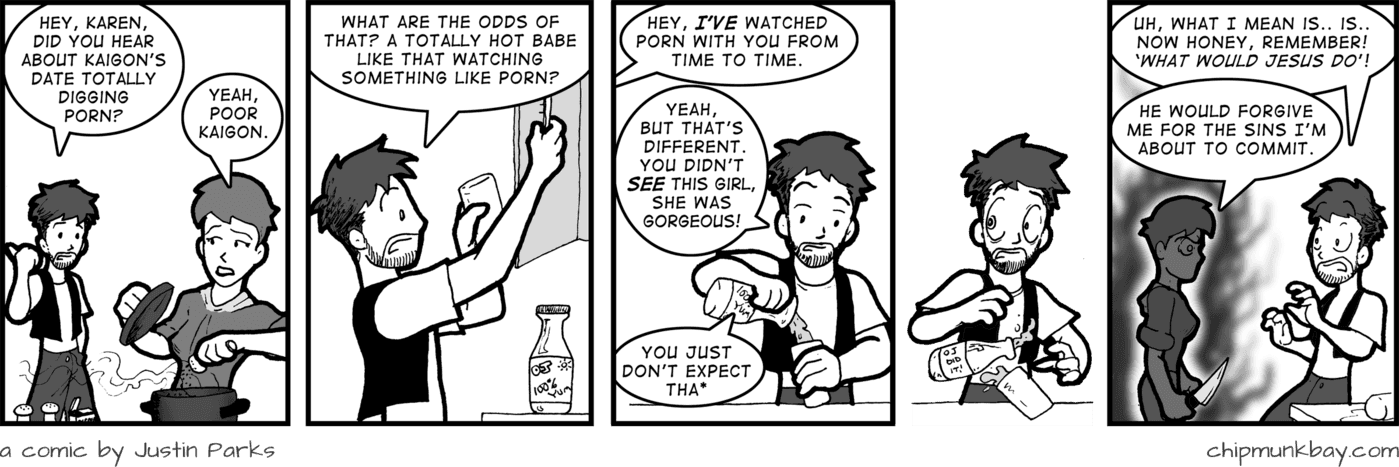 HEY, KAREN,
DID YOU HEAR
ABOUT KAIGON'S
DATE TOTALLY
DIGGING
PORN?
YEAH,
POOR
KAIGON.
WHAT ARE THE ODDS OF
THAT? A TOTALLY HOT BABE
LIKE THAT WATCHING
SOMETHING LIKE PORN?
100%
HEY, I'VE WATCHED
PORN WITH YOU FROM
TIME TO TIME.
YEAH,
BUT THAT'S
DIFFERENT.
YOU DIDN'T
SEE THIS GIRL,
SHE WAS
GORGEOUS!
YOU JUST
DON'T EXPECT
THA*
OJ
DID
IT!
UH, WHAT I MEAN IS.. IS..
NOW HONEY, REMEMBER!
'WHAT WOULD JESUS DO'!
HE WOULD FORGIVE
ME FOR THE SINS I'M
ABOUT TO COMMIT.
a comic by Justin Parks
chipmunkbay.com